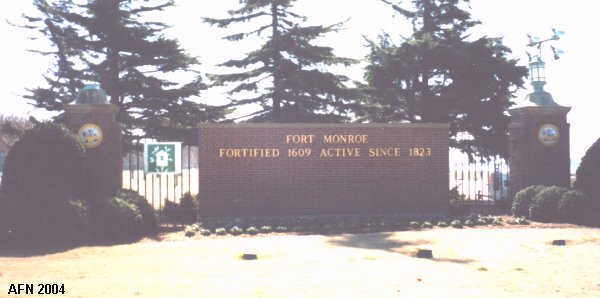 FORT MONROE
FORTIFIED 1609 ACTIVE SINCE 1823
AFN 2004